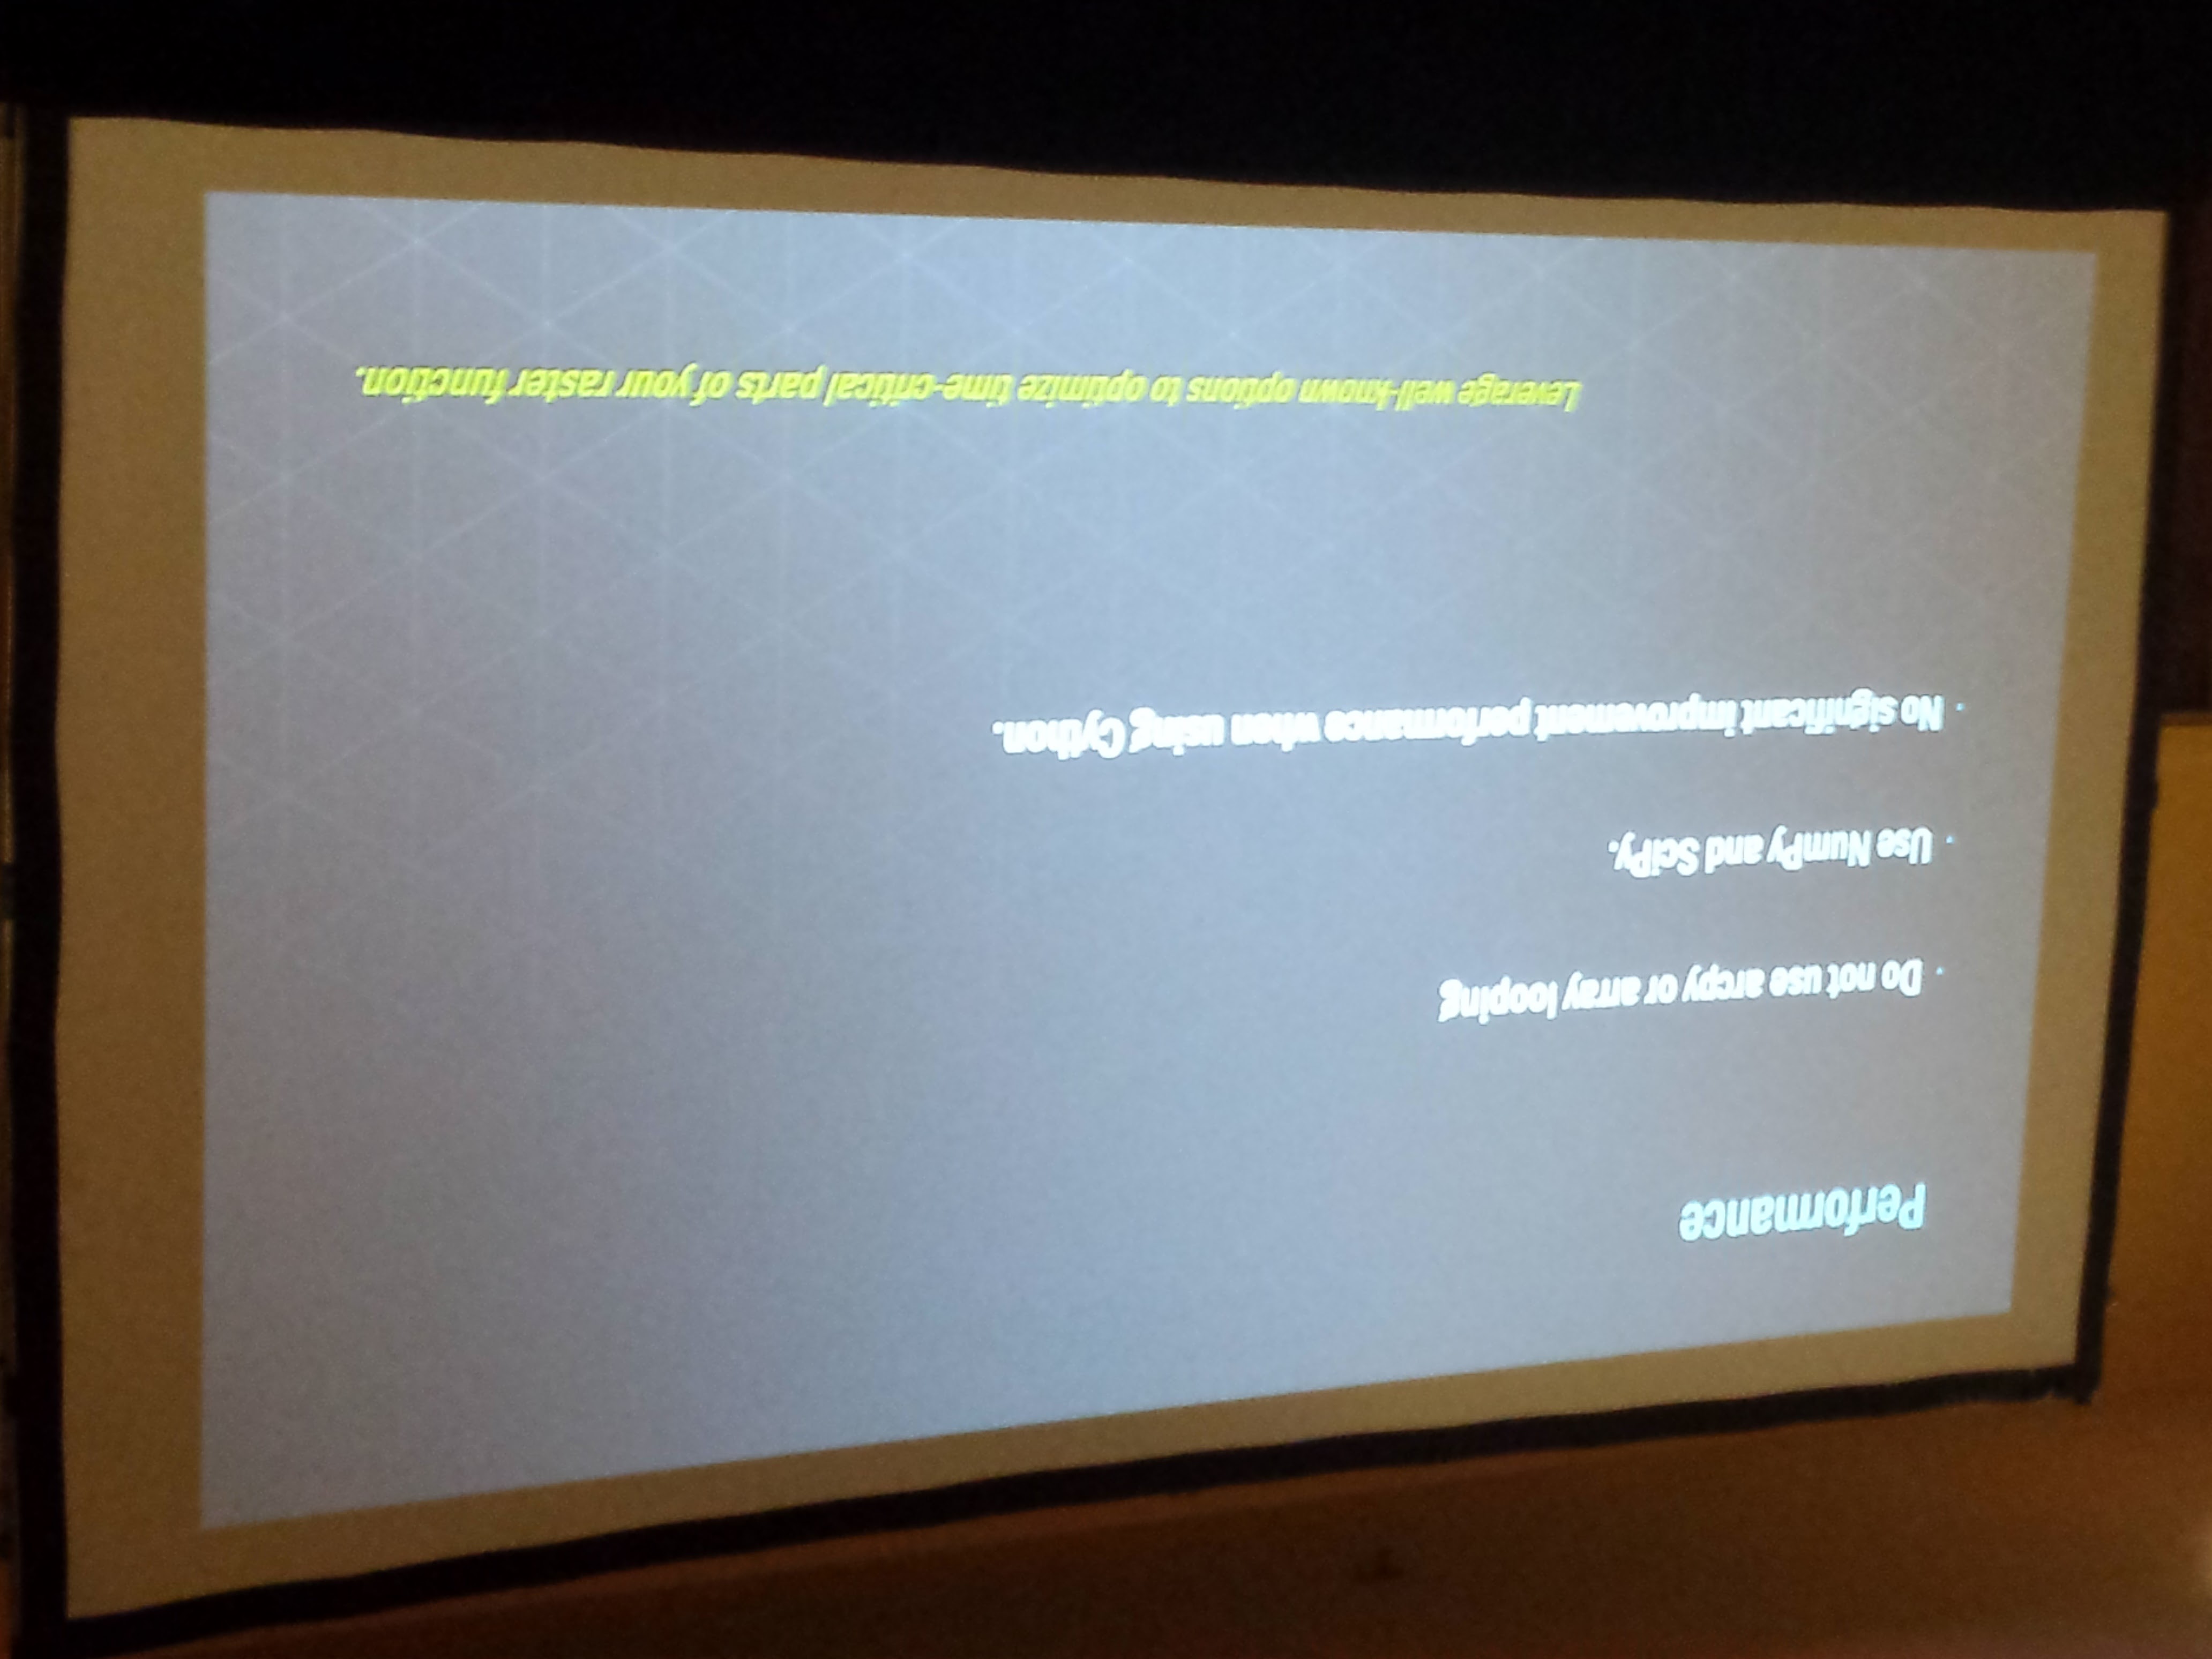 Performance
· Do not use arcpy or array looping
· Use NumPy and SciPy.
· No significant improvement performance when using Cython.
Leverage well-known options to optimize time-critical parts of your raster function.